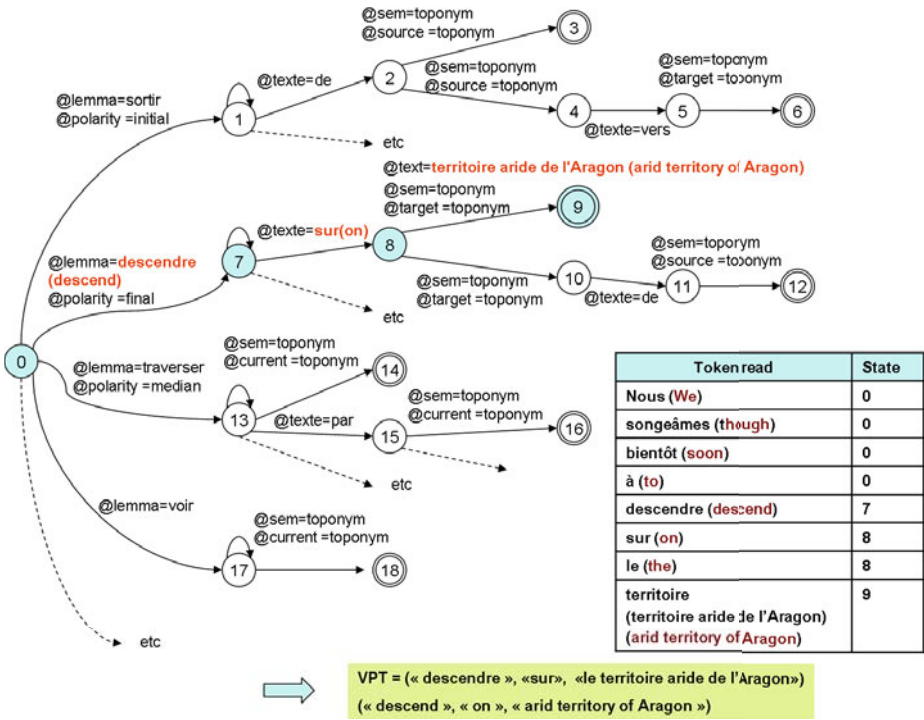 @sem=toponym
@source =toponym
3
@texte=de
2
@sem=toponym
@source =toponym
@sem=toponym
@target =toponym
@lemma=sortir
@polarity =initial
1
4
5
6
@texte=vers
etc
@text=territoire aride de l'Aragon (arid territory of Aragon)
@sem=toponym
@target =toponym
9
@texte=sur(on)
8
@lemma=descendre
(descend)
@polarity =final
7
@sem=toponym
@target =toponym
10
@texte=de
11
@sem=toporym
@source =toponym
12
etc
0
@sem=toponym
@current =toponym
14
@lemma=traverser
@polarity =median
13
@texte=par
15
@sem=toponym
@current =toponym
16
etc
@lemma=voir
@sem=toponym
@current =toponym
17
18
etc
Token read State
Nous (We) 0
songeâmes (though) 0
bientôt (soon) 0
à (to) 0
descendre (descend) 7
sur (on) 8
le (the) 8
territoire 9
(territoire aride de l'Aragon)
(arid territory of Aragon)
VPT = (« descendre », «sur», «le territoire aride de l'Aragon»)
(« descend », « on », « arid territory of Aragon »)